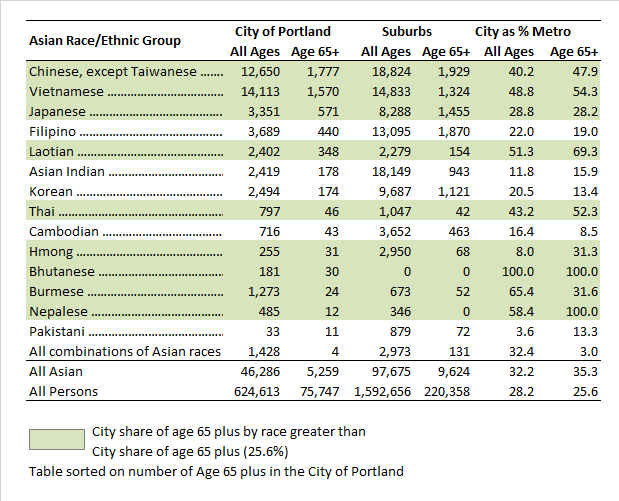 Asian Race/Ethnic Group City of Portland Suburbs City as % Metro
All Ages Age 65+ All Ages Age 65+ All Ages Age 65+
Chinese, except Taiwanese ....... 12,650 1,777 18,824 1,929 40.2 47.9
Vietnamese ................................... 14,113 1,570 14,833 1,324 48.8 54.3
Japanese ........................................ 3,351 571 8,288 1,455 28.8 28.2
Filipino ........................................... 3,689 440 13,095 1,870 22.0 19.0
Laotian ........................................... 2,402 348 2,279 154 51.3 69.3
Asian Indian ................................... 2,419 178 18,149 943 11.8 15.9
Korean ............................................ 2,494 174 9,687 1,121 20.5 13.4
Thai ................................................. 797 46 1,047 42 43.2 52.3
Cambodian .................................... 716 43 3,652 463 16.4 8.5
Hmong ............................................ 255 31 2,950 68 8.0 31.3
Bhutanese ..................................... 181 30 0 0 100.0 100.0
Burmese ......................................... 1,273 24 673 52 65.4 31.6
Nepalese ........................................ 485 12 346 0 58.4 100.0
Pakistani ........................................ 33 11 879 72 3.6 13.3
All combinations of Asian races 1,428 4 2,973 131 32.4 3.0
All Asian 46,286 5,259 97,675 9,624 32.2 35.3
All Persons 624,613 75,747 1,592,656 220,358 28.2 25.6
City share of age 65 plus by race greater than
City share of age 65 plus (25.6%)
Table sorted on number of Age 65 plus in the City of Portland